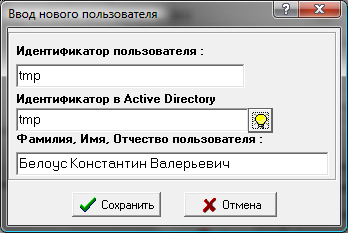 Ввод нового пользователя
Идентификатор пользователя :
tmp
Идентификатор в Active Directory
tmp
Фамилия, Имя, Отчество пользователя :
Белоус Константин Валерьевич
Сохранить
Отмена